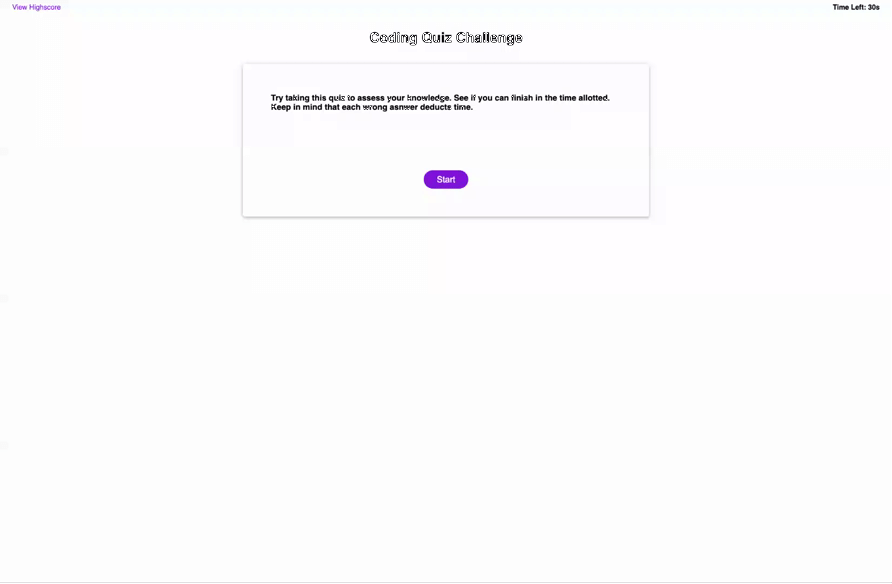 View Highscore
Time Left: 30s
Coding Quiz Challenge
Try taking this quiz to assess your knowledge. See if you can finish in the time allotted.
Keep in mind that each wrong asnwer deducts time.
Start